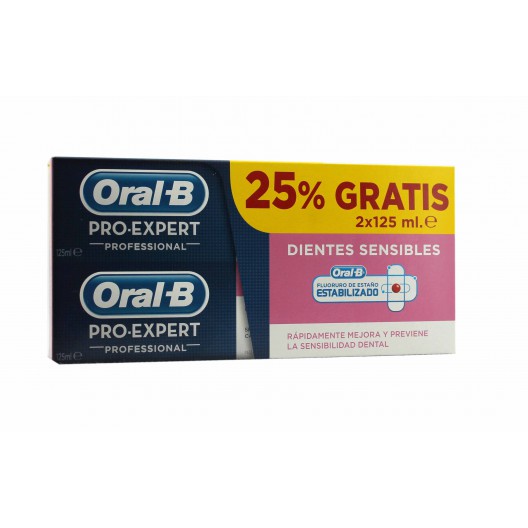 Oral-B
PRO-EXPERT
PROFESSIONAL
125ml℮
Oral-B
PRO-EXPERT
PROFESSIONAL
125ml℮
25% GRATIS
2x125 ml.℮
DIENTES SENSIBLES
Oral-B
FLUORURO DE ESTAÑO
ESTABILIZADO
RÁPIDAMENTE MEJORA Y PREVIENE
LA SENSIBILIDAD DENTAL